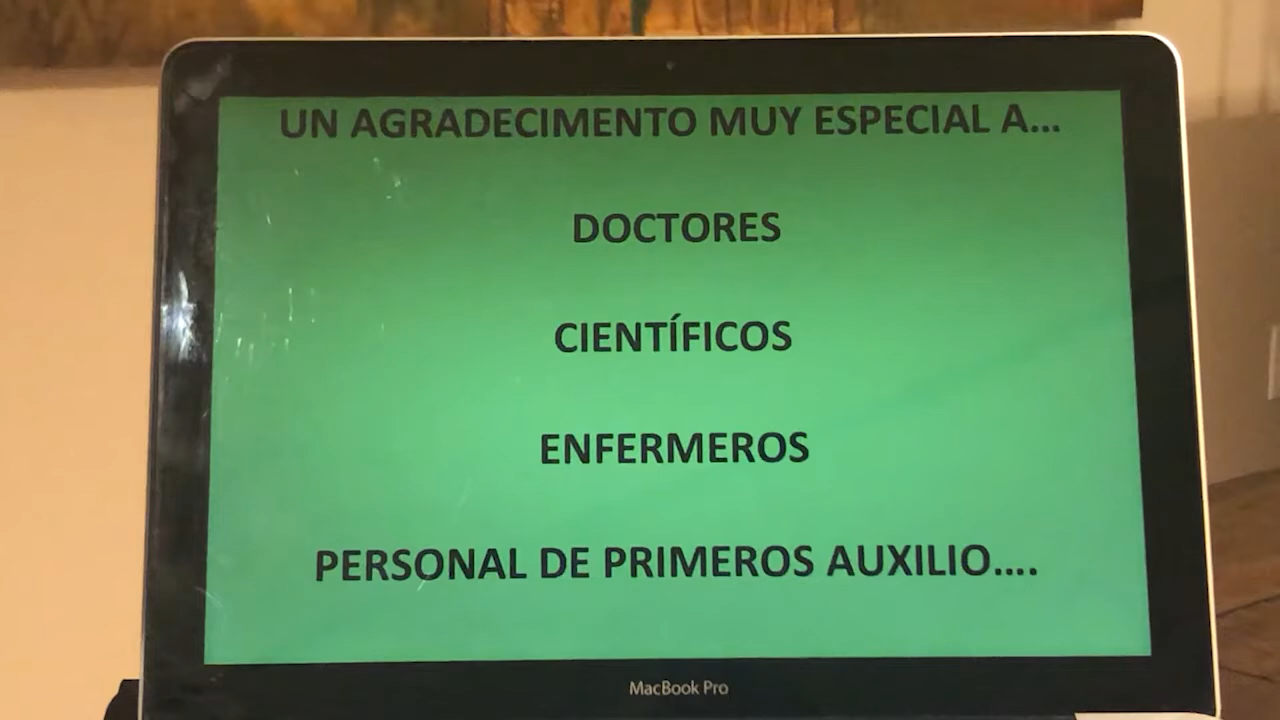 UN AGRADECIMENTO MUY ESPECIAL A...
DOCTORES
CIENTÍFICOS
ENFERMEROS
PERSONAL DE PRIMEROS AUXILIO....
MacBook Pro